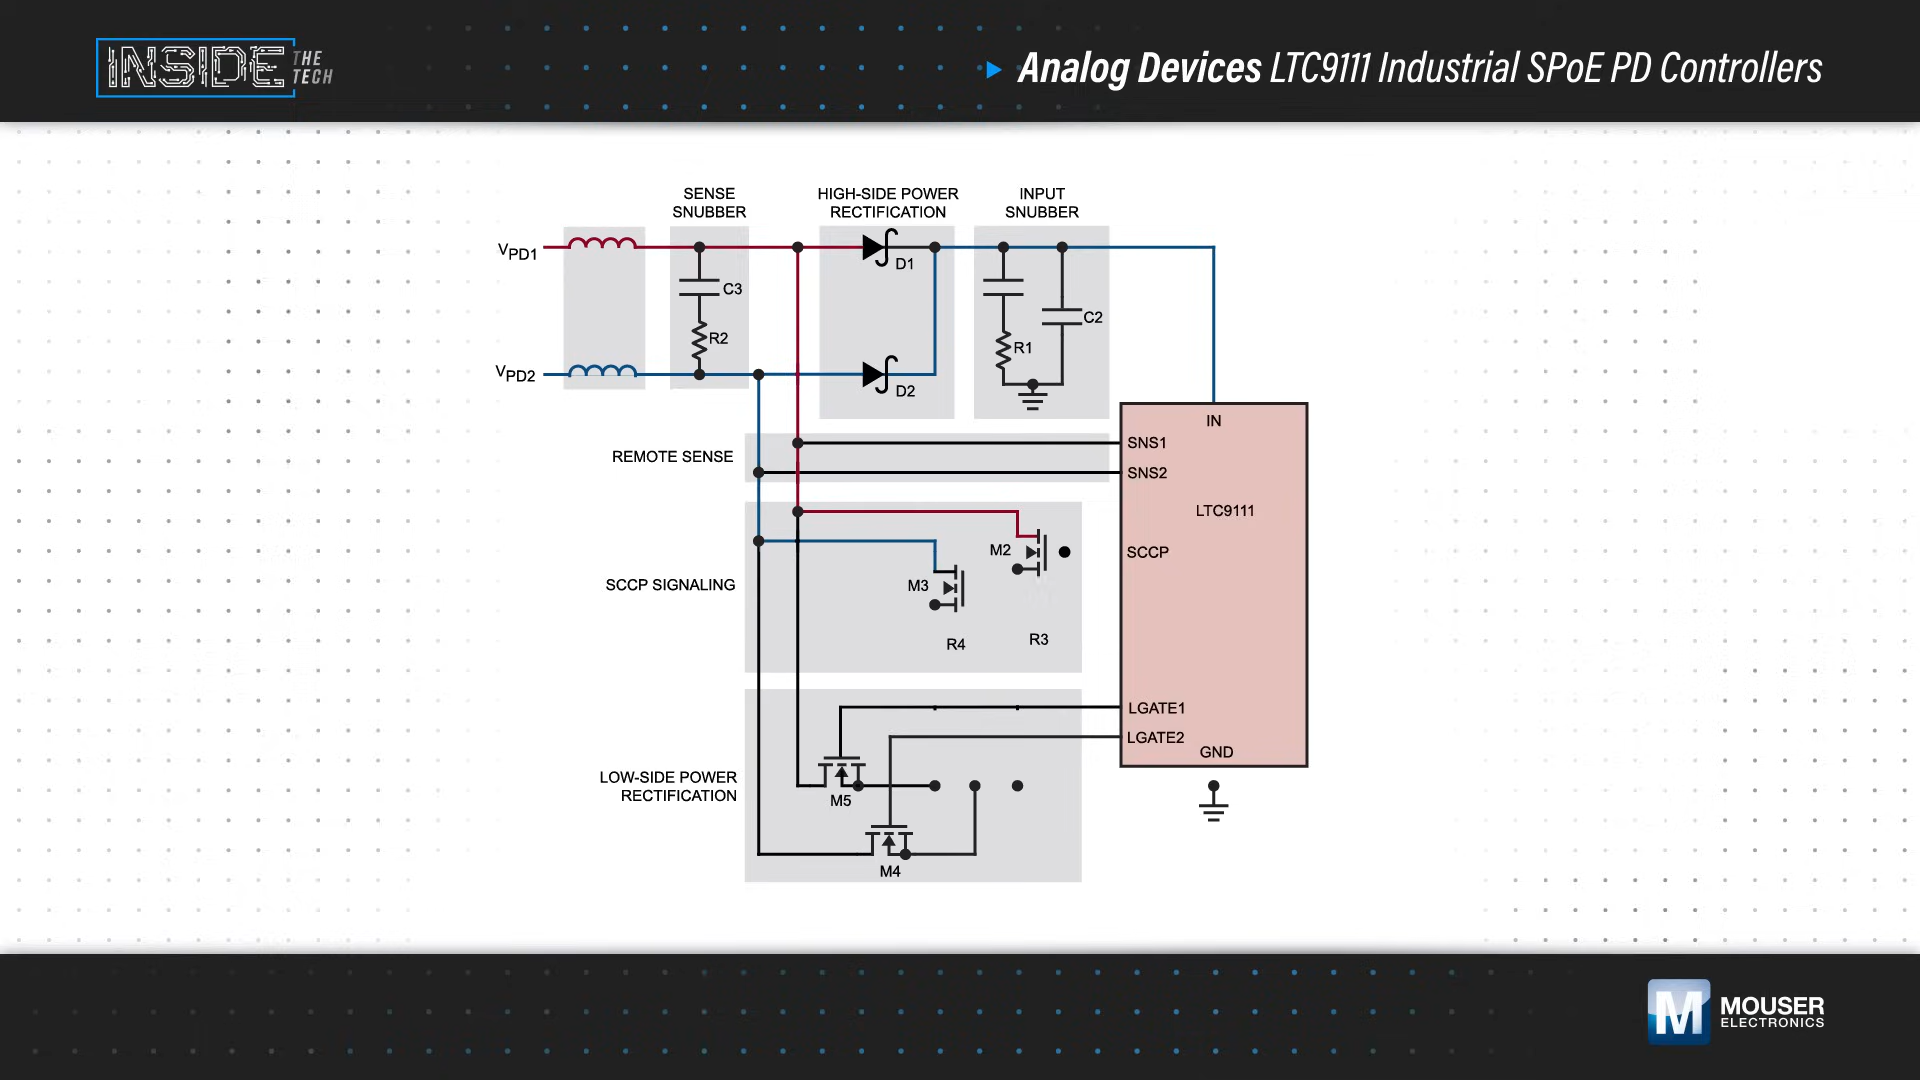 INSIDE THE TECH
Analog Devices LTC9111 Industrial SPoE PD Controllers
SENSE SNUBBER
HIGH-SIDE POWER RECTIFICATION
INPUT SNUBBER
VPD1
D1
C3
C2
R2
R1
VPD2
D2
IN
SNS1
REMOTE SENSE
SNS2
LTC9111
M2
SCCP
SCCP SIGNALING
M3
R4
R3
LGATE1
LGATE2
GND
LOW-SIDE POWER RECTIFICATION
M5
M4
M MOUSER ELECTRONICS